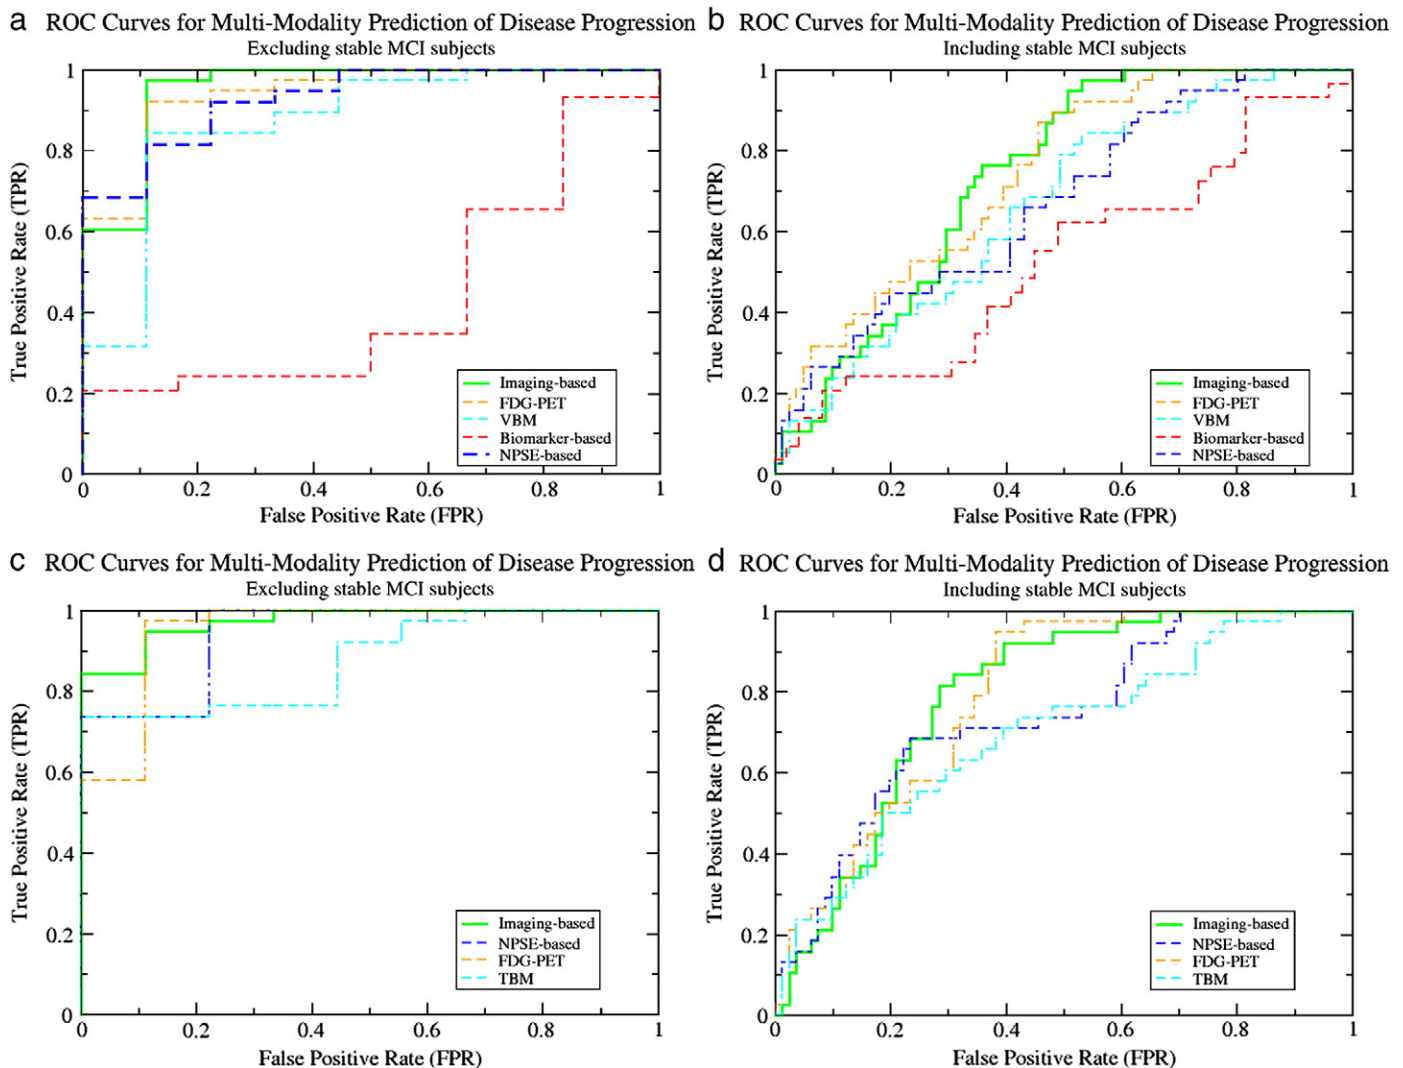 a ROC Curves for Multi-Modality Prediction of Disease Progression
Excluding stable MCI subjects
1
0.8
0.6
0.4
0.2
0
True Positive Rate (TPR)
Imaging-based
FDG-PET
VBM
Biomarker-based
NPSE-based
0 0.2 0.4 0.6 0.8 1
False Positive Rate (FPR)
b ROC Curves for Multi-Modality Prediction of Disease Progression
Including stable MCI subjects
1
0.8
0.6
0.4
0.2
0
True Positive Rate (TPR)
Imaging-based
FDG-PET
VBM
Biomarker-based
NPSE-based
0 0.2 0.4 0.6 0.8 1
False Positive Rate (FPR)
c ROC Curves for Multi-Modality Prediction of Disease Progression
Excluding stable MCI subjects
1
0.8
0.6
0.4
0.2
0
True Positive Rate (TPR)
Imaging-based
NPSE-based
FDG-PET
TBM
0 0.2 0.4 0.6 0.8 1
False Positive Rate (FPR)
d ROC Curves for Multi-Modality Prediction of Disease Progression
Including stable MCI subjects
1
0.8
0.6
0.4
0.2
0
True Positive Rate (TPR)
Imaging-based
NPSE-based
FDG-PET
TBM
0 0.2 0.4 0.6 0.8 1
False Positive Rate (FPR)